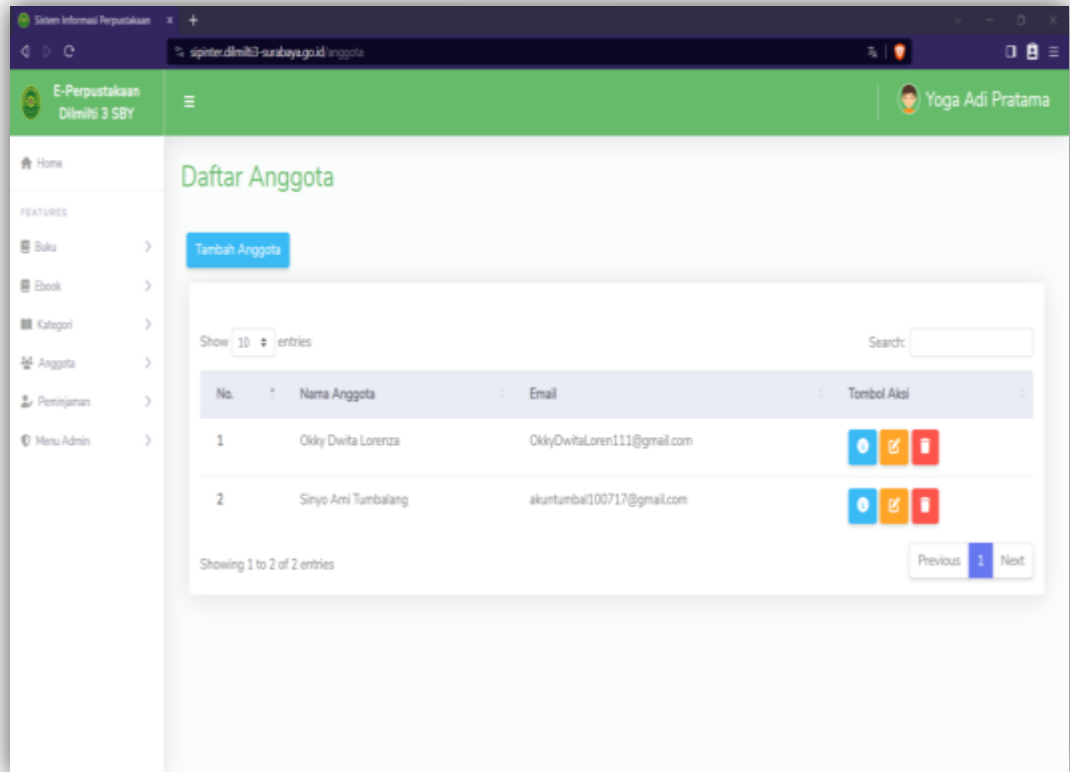 Sistem Informasi Perpustakaan
sipinter.dilmilti3-surabaya.go.id/anggota
E-Perpustakaan
Dilmilti 3 SBY
Yoga Adi Pratama
Home
Daftar Anggota
FEATURES
Buku
Ebook
Kategori
Anggota
Peminjaman
Menu Admin
Tambah Anggota
Show 10 entries
Search:
No. Nama Anggota Email Tombol Aksi
1 Okky Dwita Lorenza OkkyDwitaLoren111@gmail.com
2 Sinyo Ami Tumbalang akuntumbal100717@gmail.com
Showing 1 to 2 of 2 entries
Previous 1 Next